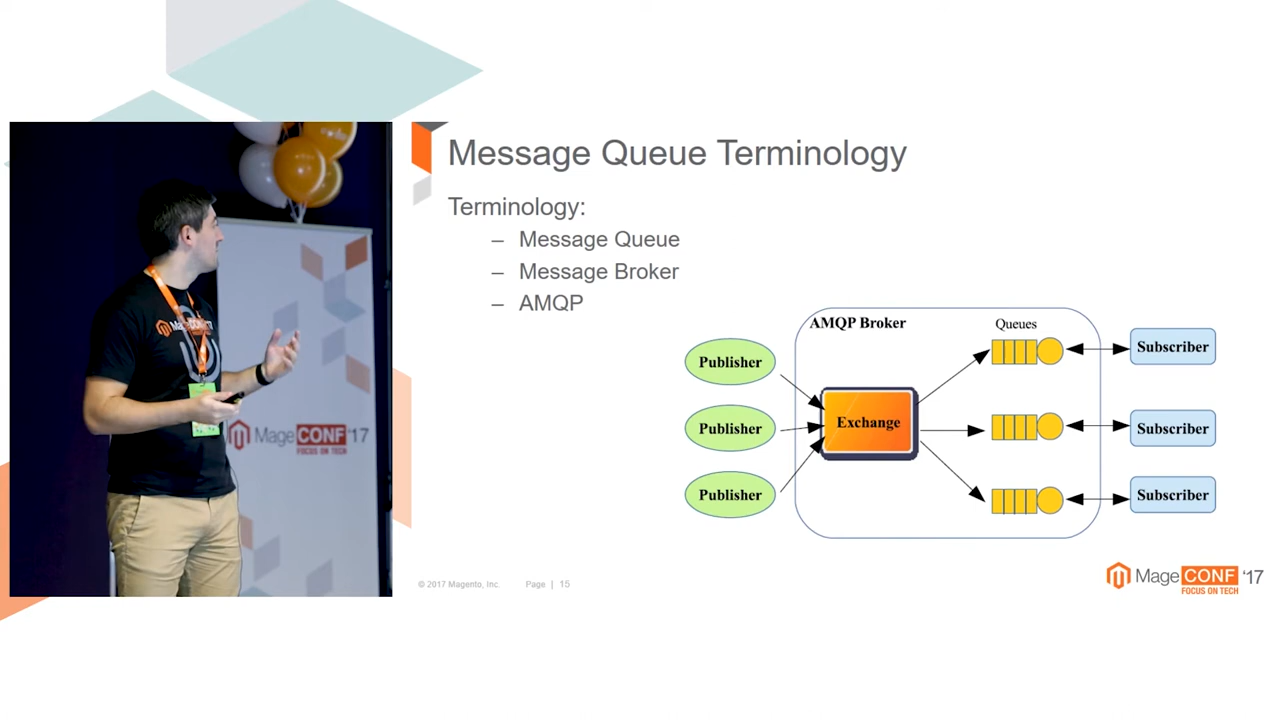 Message Queue Terminology
Terminology:
– Message Queue
– Message Broker
– AMQP
AMQP Broker
Queues
Publisher
Publisher
Publisher
Exchange
Subscriber
Subscriber
Subscriber
MageCONF'17
FOCUS ON TECH
© 2017 Magento, Inc. Page | 15
MageCONF '17
FOCUS ON TECH